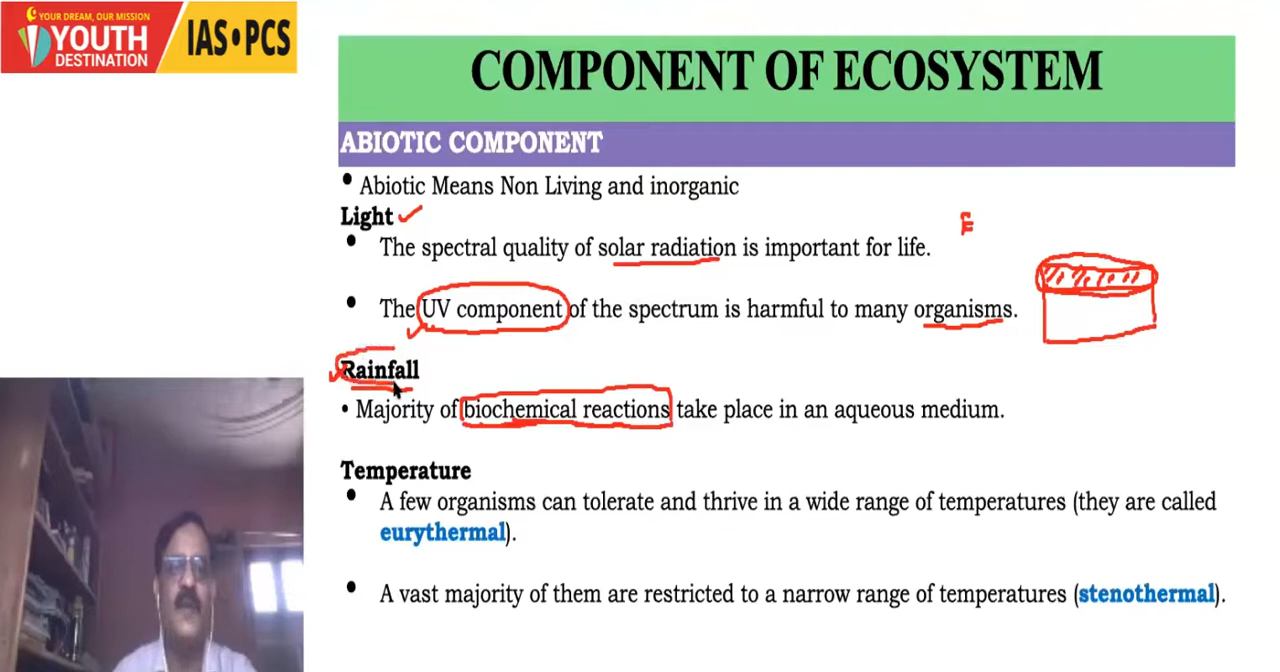 YOUR DREAM, OUR MISSION
YOUTH
DESTINATION
IAS•PCS
COMPONENT OF ECOSYSTEM
ABIOTIC COMPONENT
• Abiotic Means Non Living and inorganic
Light
• The spectral quality of solar radiation is important for life.
E
• The UV component of the spectrum is harmful to many organisms.
Rainfall
• Majority of biochemical reactions take place in an aqueous medium.
Temperature
• A few organisms can tolerate and thrive in a wide range of temperatures (they are called
eurythermal).
• A vast majority of them are restricted to a narrow range of temperatures (stenothermal).